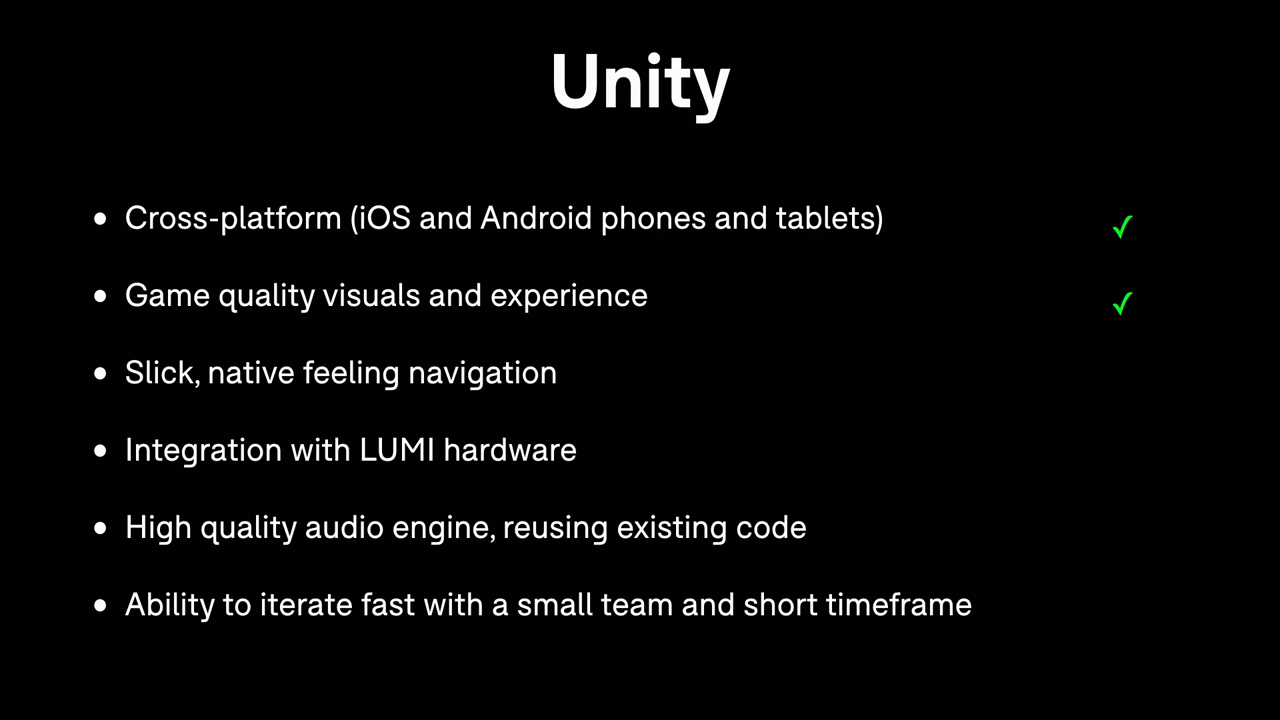 Unity
• Cross-platform (iOS and Android phones and tablets) ✓
• Game quality visuals and experience ✓
• Slick, native feeling navigation
• Integration with LUMI hardware
• High quality audio engine, reusing existing code
• Ability to iterate fast with a small team and short timeframe